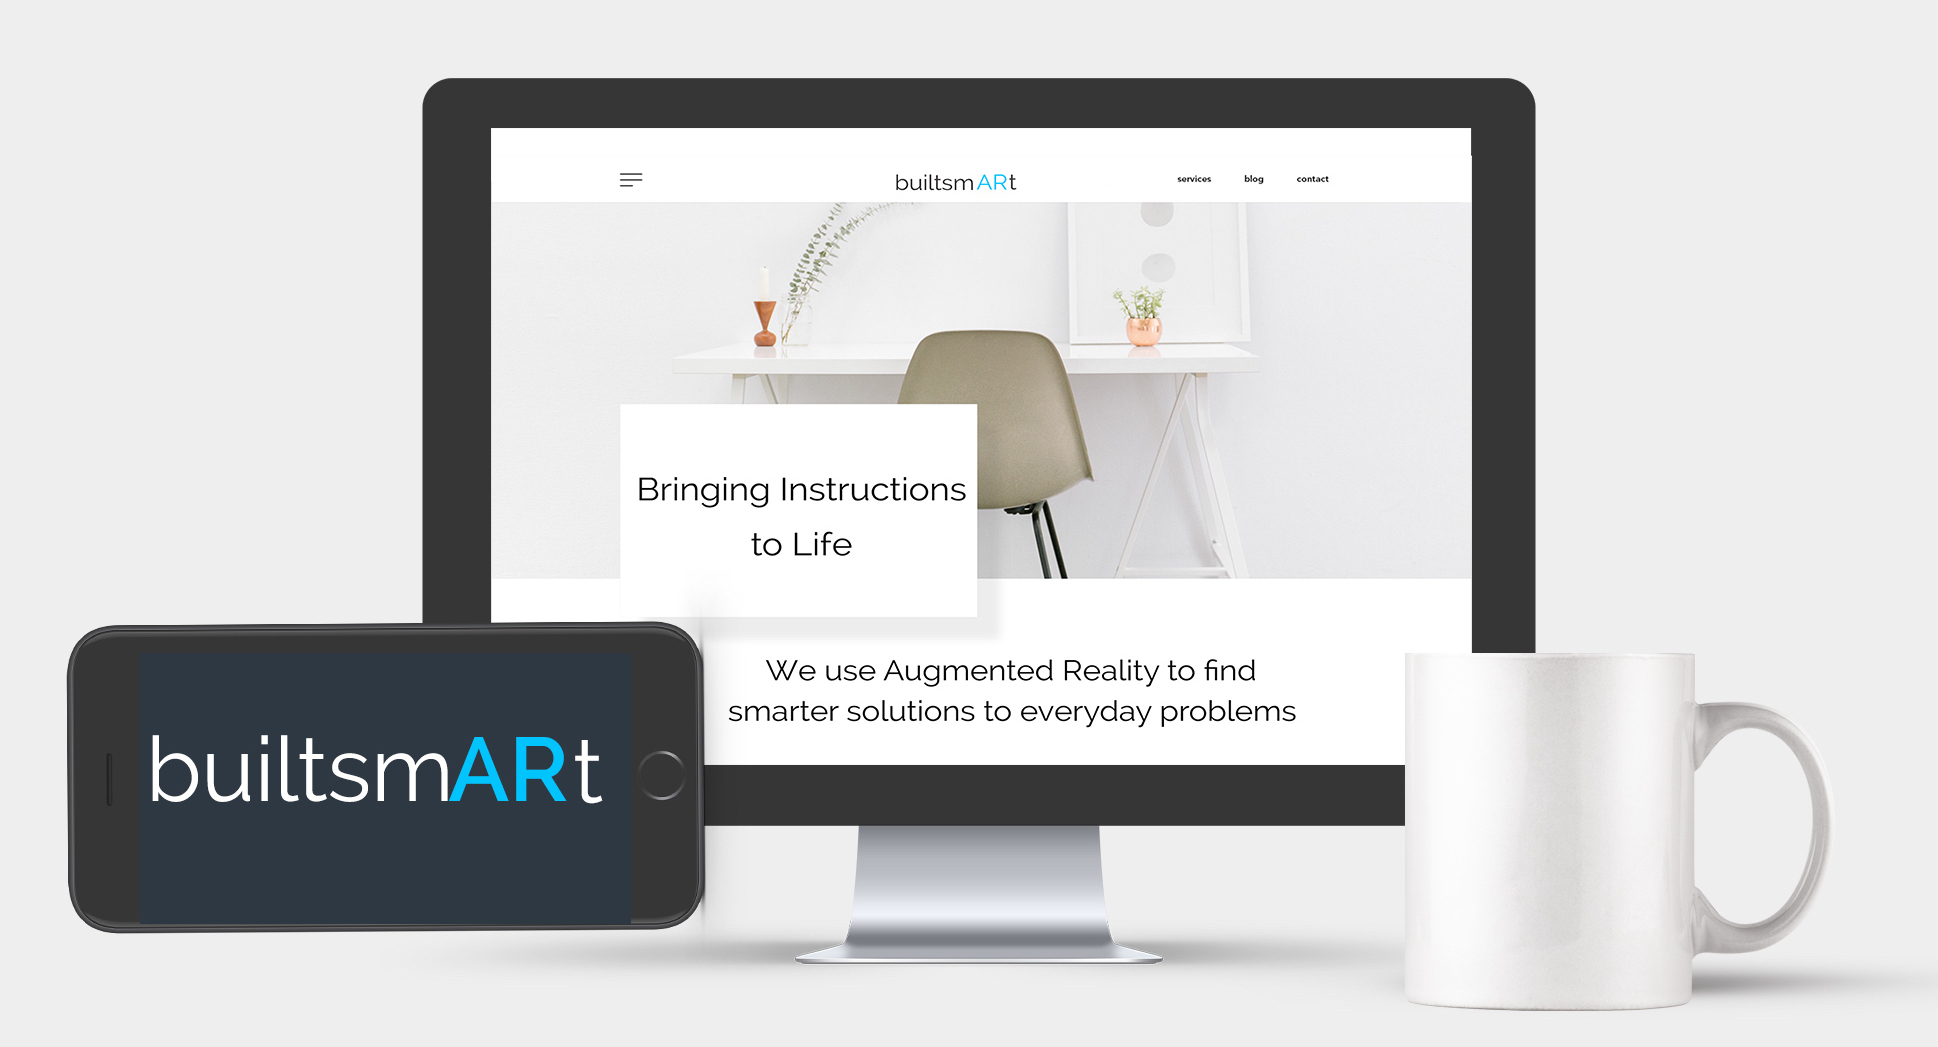 builtsmARt
services blog contact
Bringing Instructions
to Life
We use Augmented Reality to find
smarter solutions to everyday problems
builtsmARt